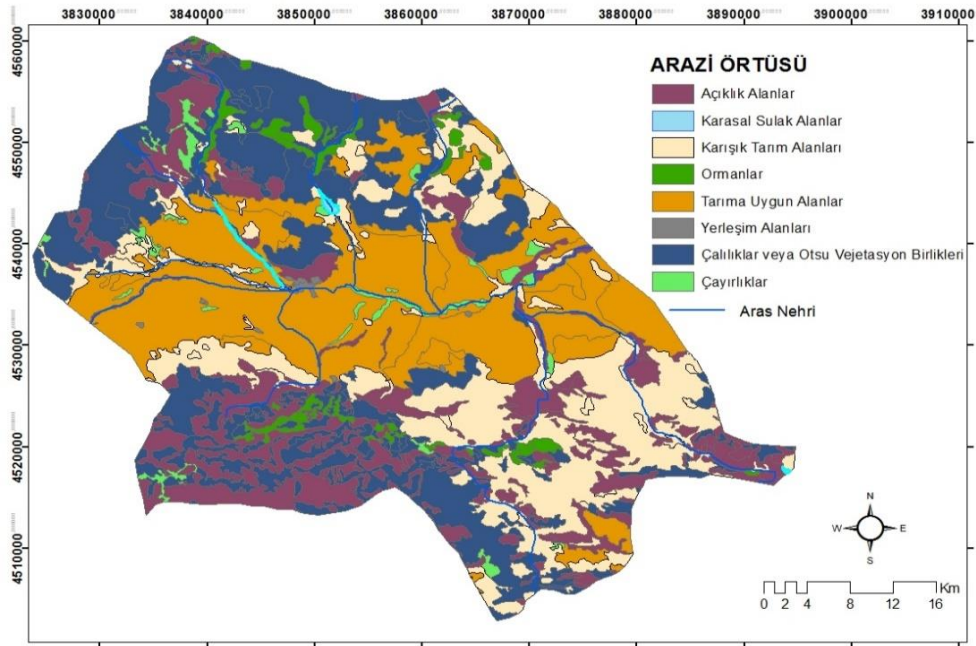 3830000 3840000 3850000 3860000 3870000 3880000 3890000 3900000 3910000
4560000
4550000
4540000
4530000
4520000
4510000
ARAZİ ÖRTÜSÜ
Açıklık Alanlar
Karasal Sulak Alanlar
Karışık Tarım Alanları
Ormanlar
Tarıma Uygun Alanlar
Yerleşim Alanları
Çalılıklar veya Otsu Vejetasyon Birlikleri
Çayırlıklar
Aras Nehri
N
W E
S
Km
0 2 4 8 12 16